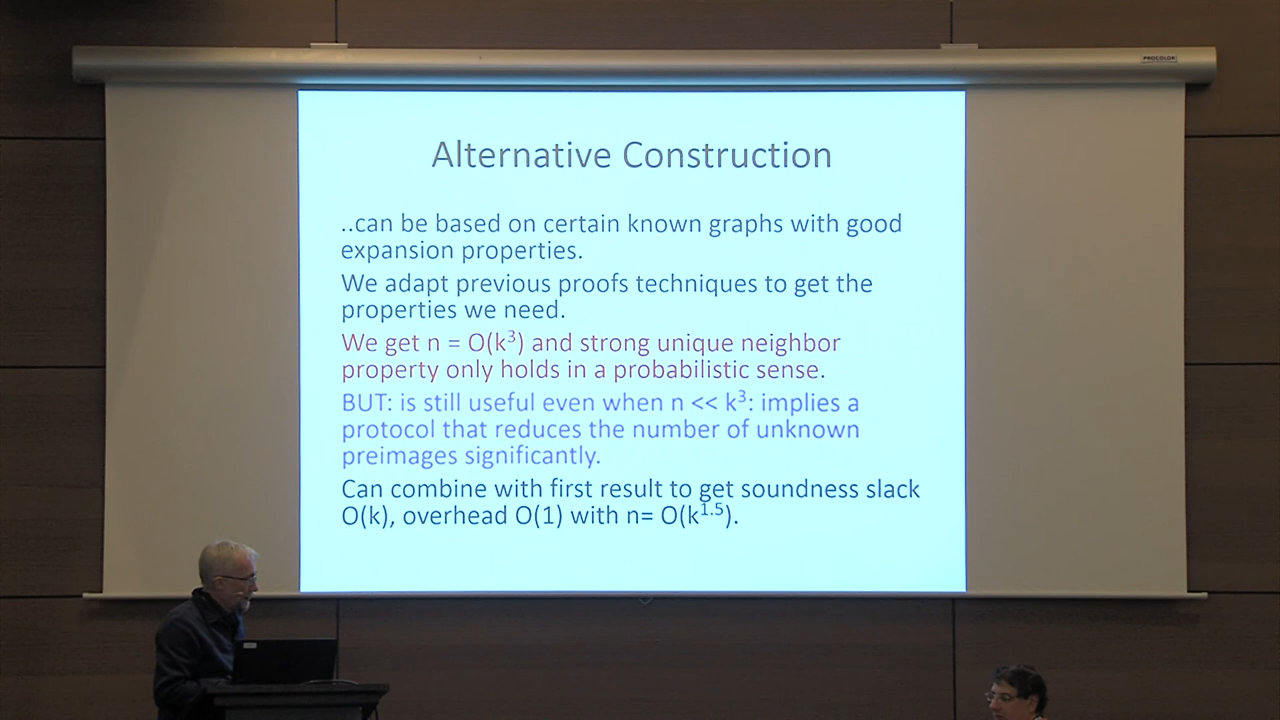 PROCOLOR
Alternative Construction
..can be based on certain known graphs with good
expansion properties.
We adapt previous proofs techniques to get the
properties we need.
We get n = O(k³) and strong unique neighbor
property only holds in a probabilistic sense.
BUT: is still useful even when n << k³: implies a
protocol that reduces the number of unknown
preimages significantly.
Can combine with first result to get soundness slack
O(k), overhead O(1) with n= O(k^1.5).